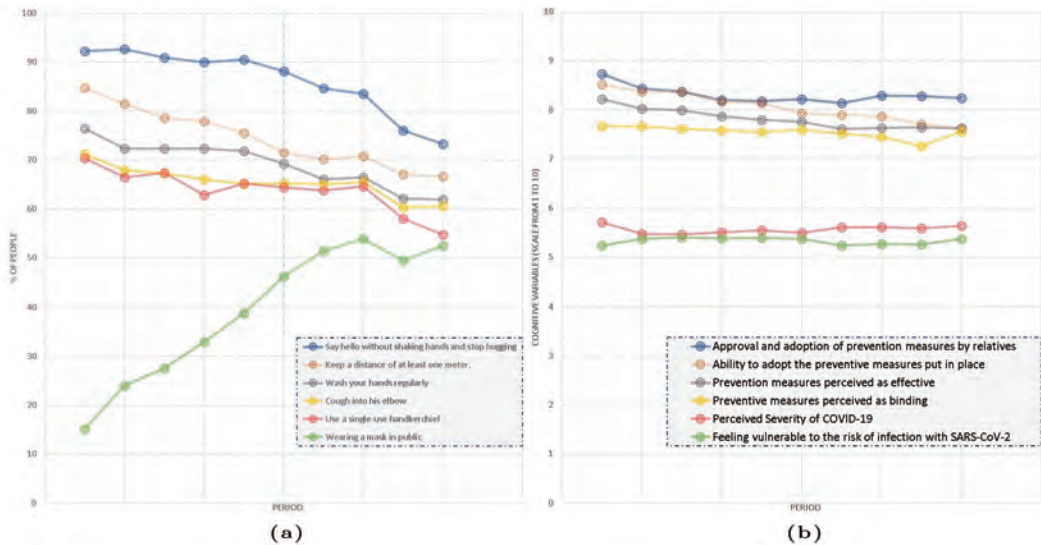 100
90
80
70
60
50
40
30
20
10
0
% OF PEOPLE
Say hello without shaking hands and stop hugging
Keep a distance of at least one meter.
Wash your hands regularly
Cough into his elbow
Use a single-use handkerchief
Wearing a mask in public
PERIOD
(a)
10
9
8
7
6
5
4
3
2
1
0
COGNITIVE VARIABLES (SCALE FROM 1 TO 10)
Approval and adoption of prevention measures by relatives
Ability to adopt the preventive measures put in place
Prevention measures perceived as effective
Preventive measures perceived as binding
Perceived Severity of COVID-19
Feeling vulnerable to the risk of infection with SARS-CoV-2
PERIOD
(b)